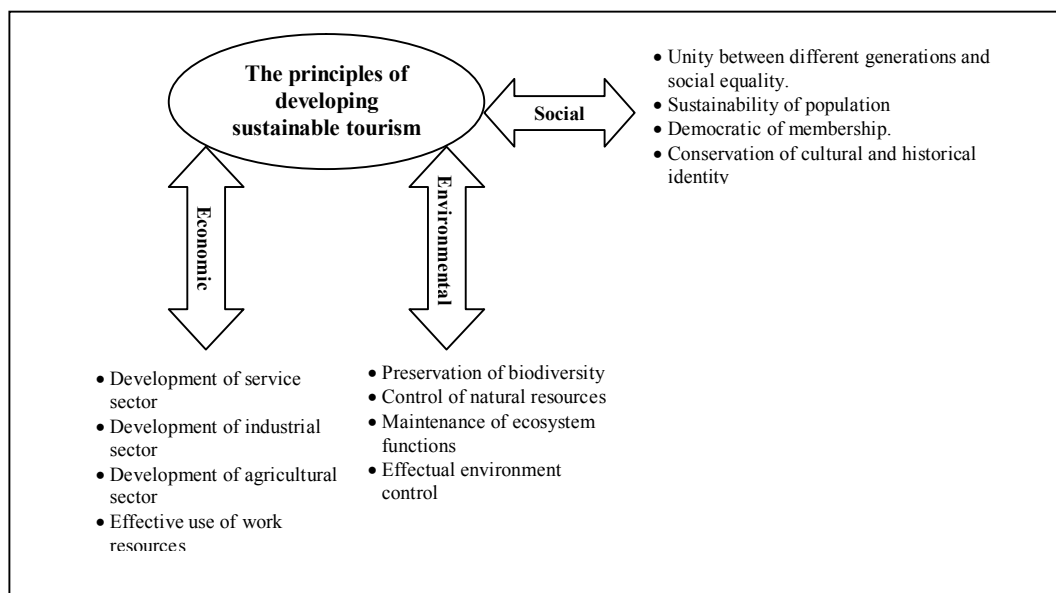 The principles of
developing
sustainable tourism
Social
• Unity between different generations and
social equality.
• Sustainability of population
• Democratic of membership.
• Conservation of cultural and historical
identity
Economic
Environmental
• Development of service
sector
• Development of industrial
sector
• Development of agricultural
sector
• Effective use of work
resources
• Preservation of biodiversity
• Control of natural resources
• Maintenance of ecosystem
functions
• Effectual environment
control